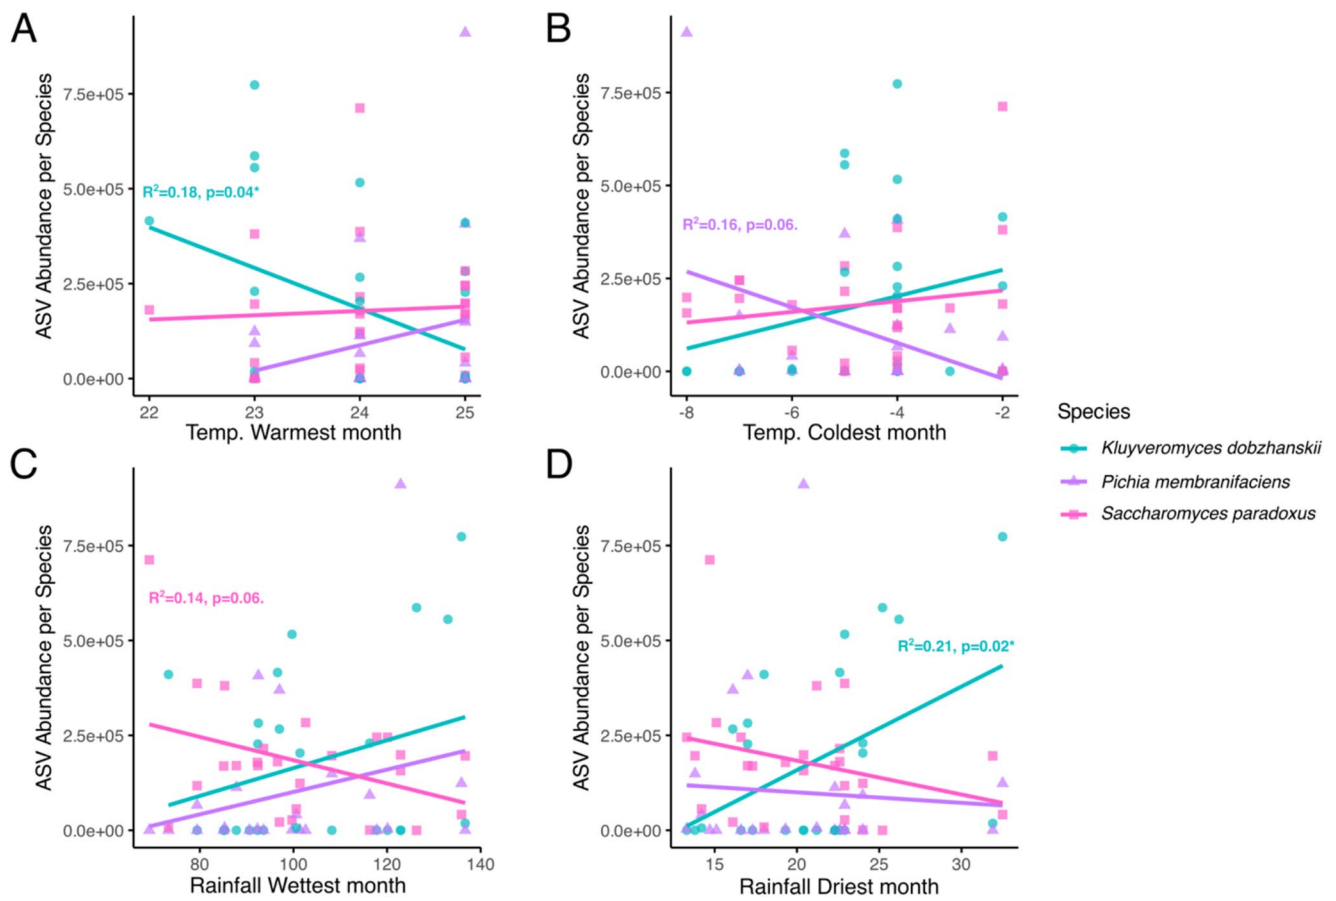 A
ASV Abundance per Species
7.5e+05
5.0e+05
2.5e+05
0.0e+00
R²=0.18, p=0.04*
22 23 24 25
Temp. Warmest month
B
ASV Abundance per Species
7.5e+05
5.0e+05
2.5e+05
0.0e+00
R²=0.16, p=0.06.
-8 -6 -4 -2
Temp. Coldest month
Species
Kluyveromyces dobzhanskii
Pichia membranifaciens
Saccharomyces paradoxus
C
ASV Abundance per Species
7.5e+05
5.0e+05
2.5e+05
0.0e+00
R²=0.14, p=0.06.
80 100 120 140
Rainfall Wettest month
D
ASV Abundance per Species
7.5e+05
5.0e+05
2.5e+05
0.0e+00
R²=0.21, p=0.02*
15 20 25 30
Rainfall Driest month